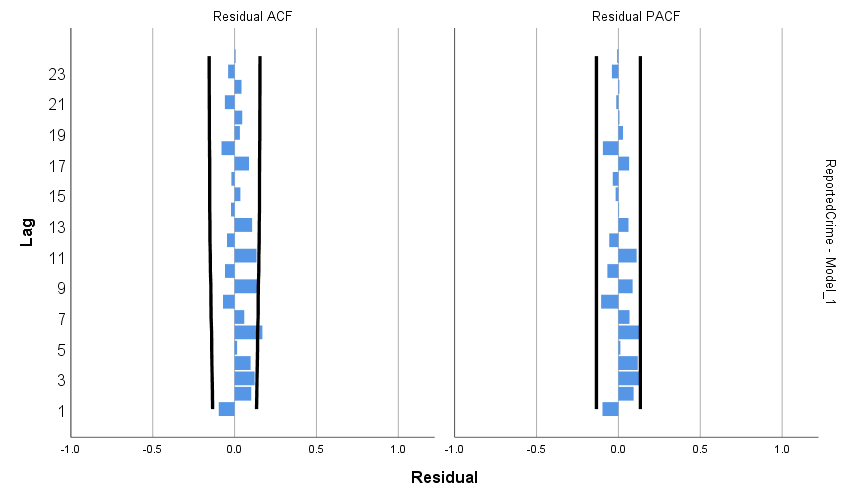 Residual ACF
Residual PACF
23
21
19
17
15
13
11
9
7
5
3
1
Lag
-1.0 -0.5 0.0 0.5 1.0
-1.0 -0.5 0.0 0.5 1.0
Residual
ReportedCrime - Model_1